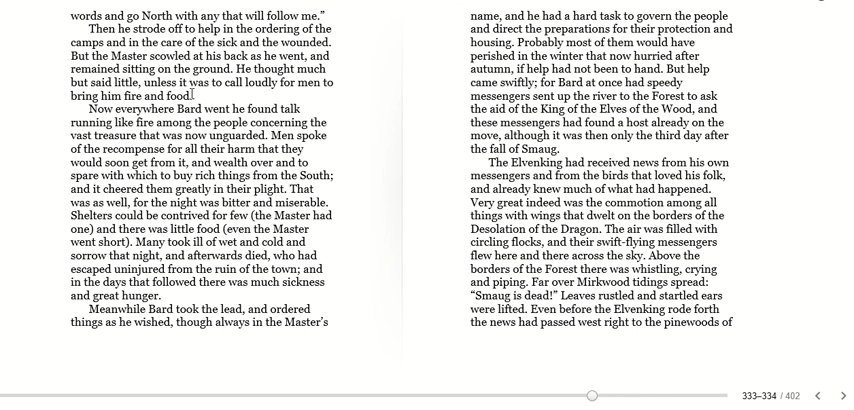 words and go North with any that will follow me.”
Then he strode off to help in the ordering of the
camps and in the care of the sick and the wounded.
But the Master scowled at his back as he went, and
remained sitting on the ground. He thought much
but said little, unless it was to call loudly for men to
bring him fire and food.
Now everywhere Bard went he found talk
running like fire among the people concerning the
vast treasure that was now unguarded. Men spoke
of the recompense for all their harm that they
would soon get from it, and wealth over and to
spare with which to buy rich things from the South;
and it cheered them greatly in their plight. That
was as well, for the night was bitter and miserable.
Shelters could be contrived for few (the Master had
one) and there was little food (even the Master
went short). Many took ill of wet and cold and
sorrow that night, and afterwards died, who had
escaped uninjured from the ruin of the town; and
in the days that followed there was much sickness
and great hunger.
Meanwhile Bard took the lead, and ordered
things as he wished, though always in the Master’s
name, and he had a hard task to govern the people
and direct the preparations for their protection and
housing. Probably most of them would have
perished in the winter that now hurried after
autumn, if help had not been to hand. But help
came swiftly; for Bard at once had speedy
messengers sent up the river to the Forest to ask
the aid of the King of the Elves of the Wood, and
these messengers had found a host already on the
move, although it was then only the third day after
the fall of Smaug.
The Elvenking had received news from his own
messengers and from the birds that loved his folk,
and already knew much of what had happened.
Very great indeed was the commotion among all
things with wings that dwelt on the borders of the
Desolation of the Dragon. The air was filled with
circling flocks, and their swift-flying messengers
flew here and there across the sky. Above the
borders of the Forest there was whistling, crying
and piping. Far over Mirkwood tidings spread:
“Smaug is dead!” Leaves rustled and startled ears
were lifted. Even before the Elvenking rode forth
the news had passed west right to the pinewoods of
333–334 / 402